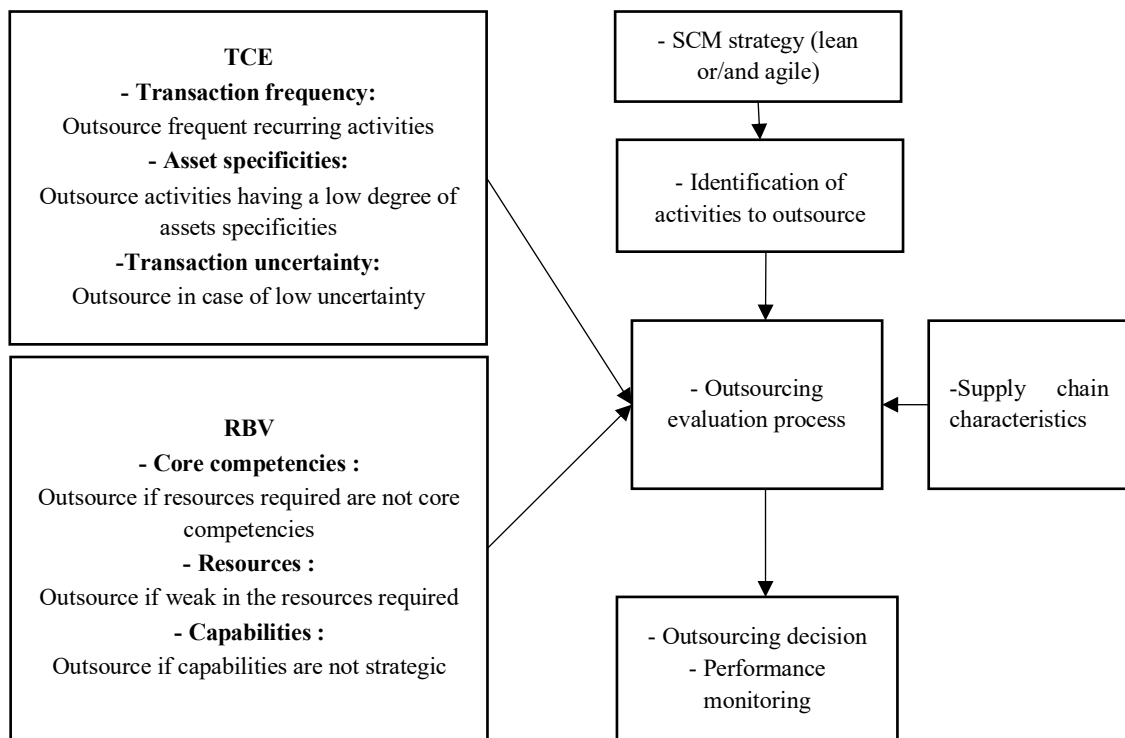 TCE
- Transaction frequency:
Outsource frequent recurring activities
- Asset specificities:
Outsource activities having a low degree of
assets specificities
-Transaction uncertainty:
Outsource in case of low uncertainty
RBV
- Core competencies :
Outsource if resources required are not core
competencies
- Resources :
Outsource if weak in the resources required
- Capabilities :
Outsource if capabilities are not strategic
- SCM strategy (lean
or/and agile)
- Identification of
activities to outsource
- Outsourcing
evaluation process
-Supply chain
characteristics
- Outsourcing decision
- Performance
monitoring